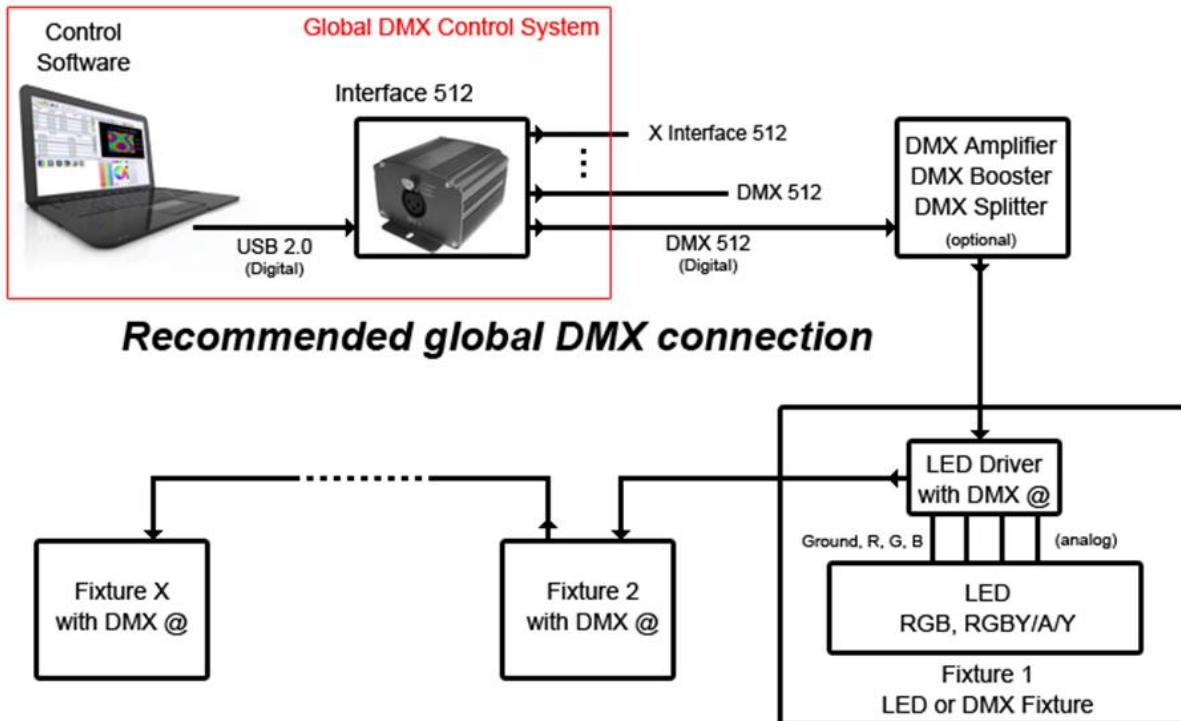 Global DMX Control System
Control
Software
Interface 512
X Interface 512
DMX 512
USB 2.0
(Digital)
DMX 512
(Digital)
DMX Amplifier
DMX Booster
DMX Splitter
(optional)
Recommended global DMX connection
LED Driver
with DMX @
Ground, R, G, B
(analog)
LED
RGB, RGBY/A/Y
Fixture 1
LED or DMX Fixture
Fixture 2
with DMX @
Fixture X
with DMX @